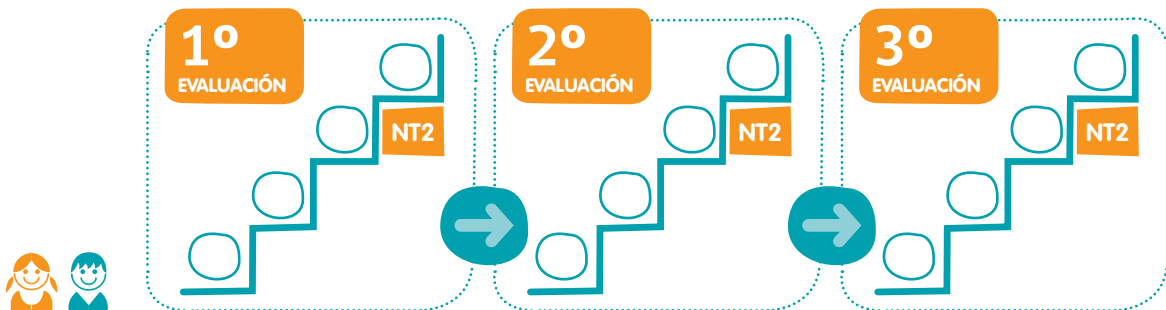 1º
EVALUACIÓN
NT2
2º
EVALUACIÓN
NT2
3º
EVALUACIÓN
NT2